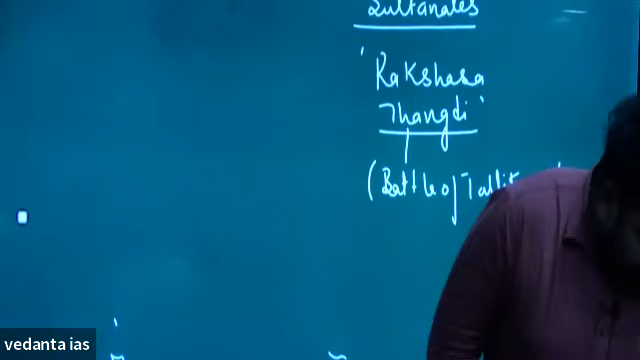 Sultanates
'Rakshasa
Thangdi'
(Battle of
vedanta ias